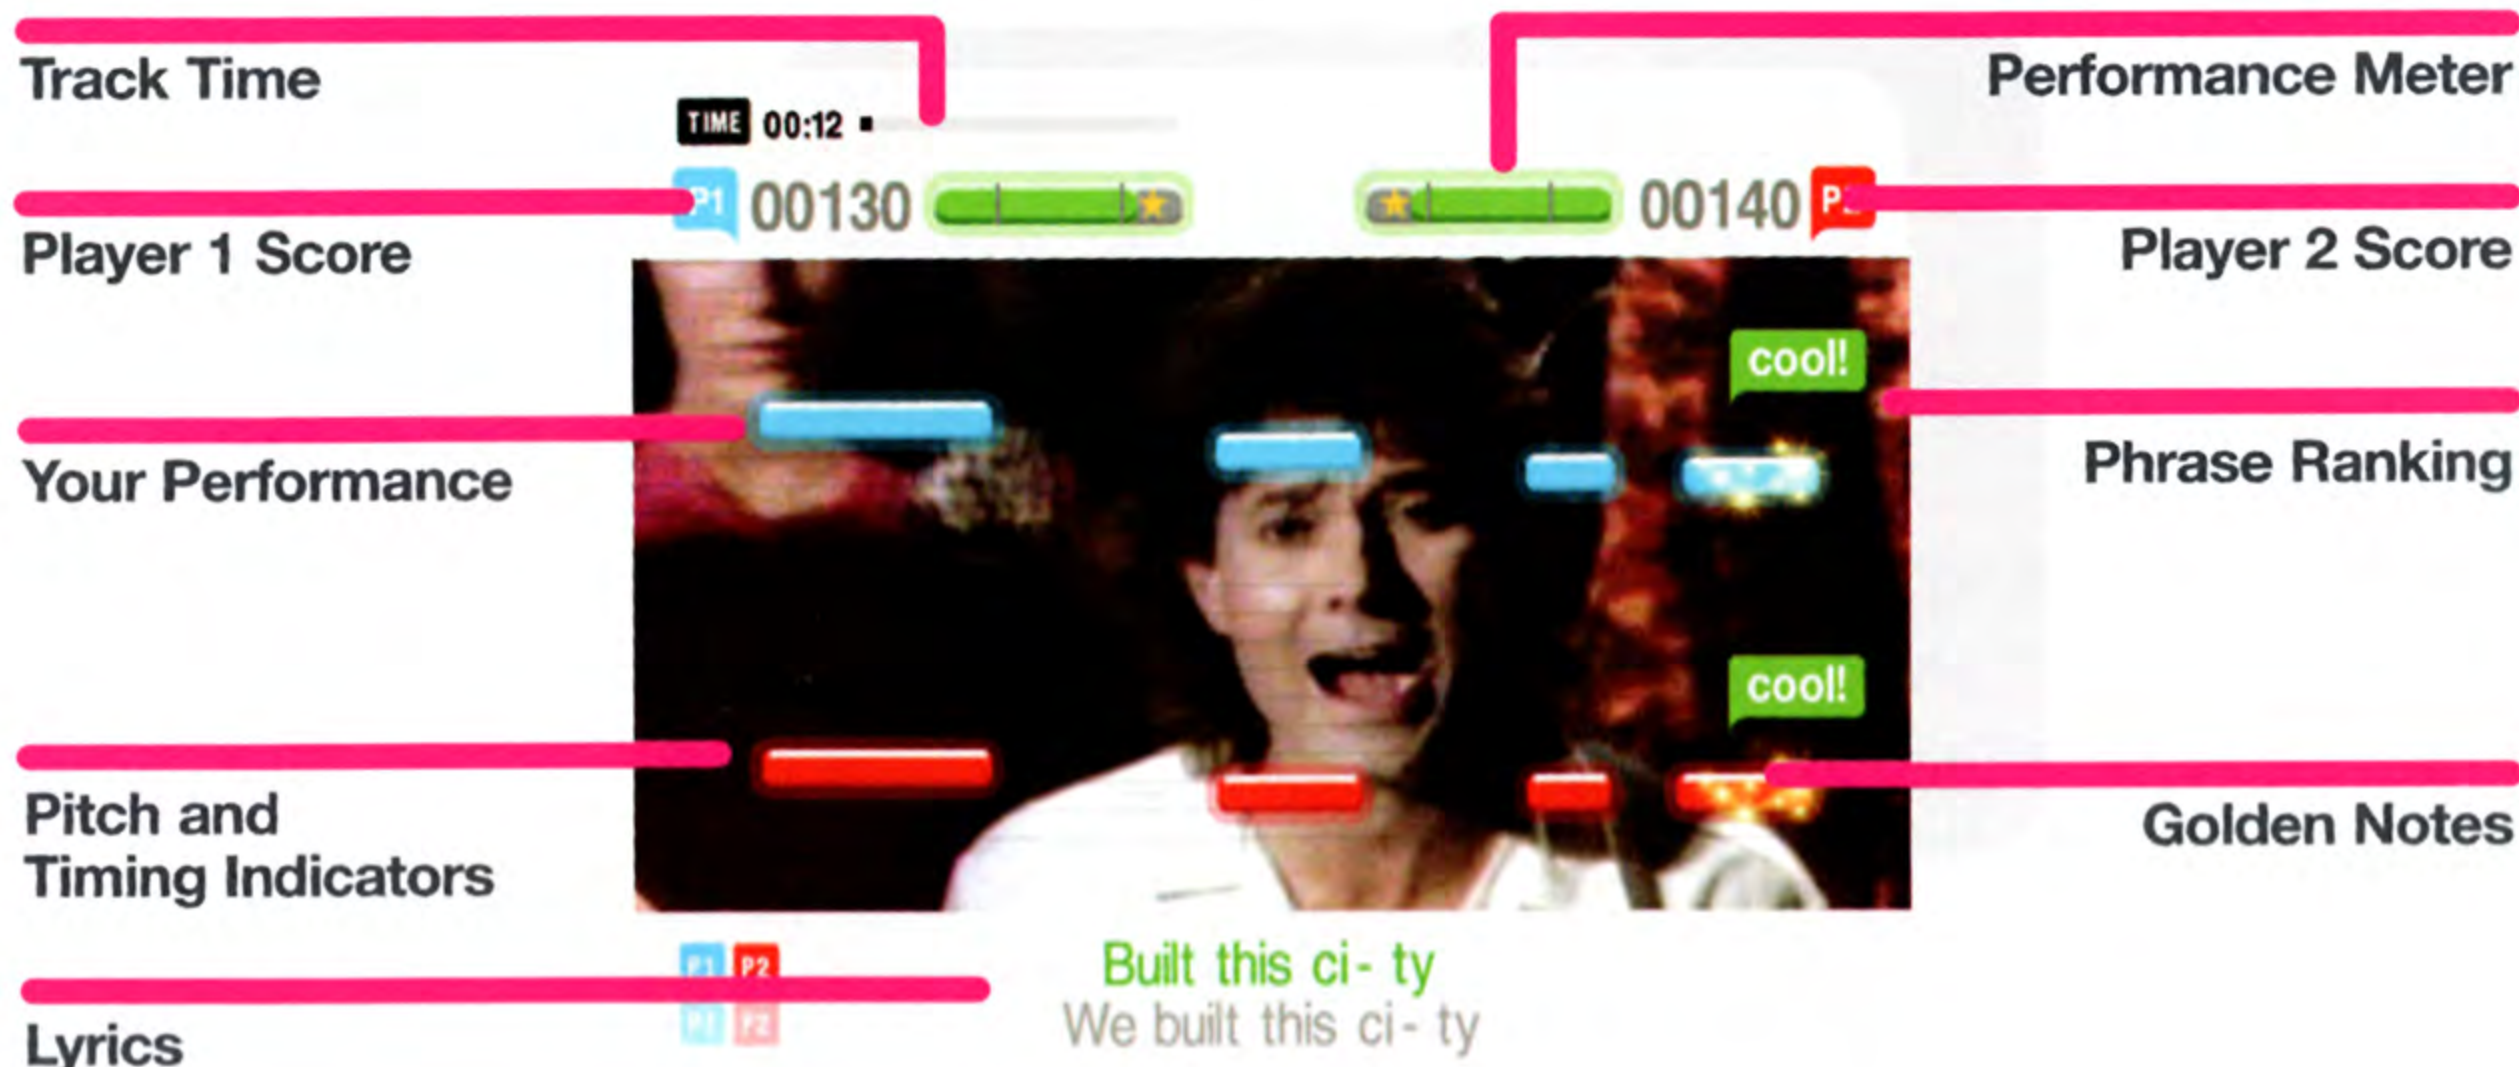 Track Time
Performance Meter
TIME 00:12
P1 00130
00140 P2
Player 1 Score
Player 2 Score
cool!
Your Performance
Phrase Ranking
cool!
Pitch and
Timing Indicators
Golden Notes
P1 P2
Built this ci- ty
P1 P2
We built this ci- ty
Lyrics